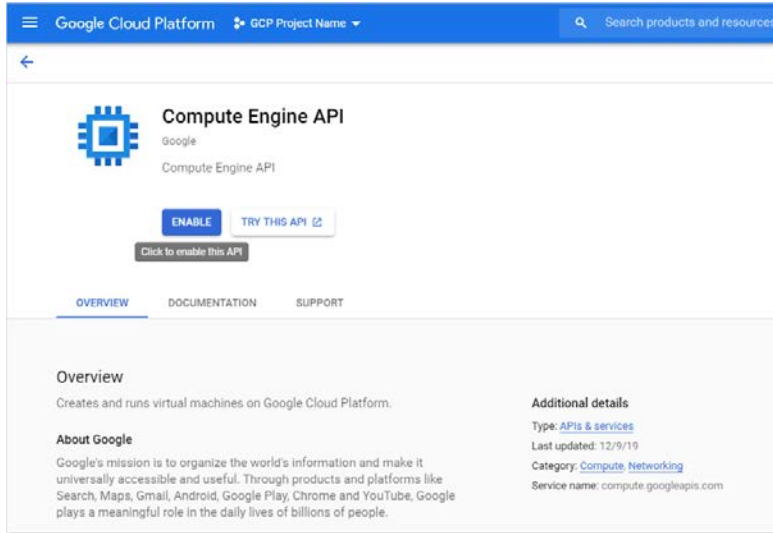 Google Cloud Platform GCP Project Name Search products and resources
Compute Engine API
Google
Compute Engine API
ENABLE TRY THIS API
Click to enable this API
OVERVIEW DOCUMENTATION SUPPORT
Overview
Creates and runs virtual machines on Google Cloud Platform.
About Google
Google's mission is to organize the world's information and make it
universally accessible and useful. Through products and platforms like
Search, Maps, Gmail, Android, Google Play, Chrome and YouTube, Google
plays a meaningful role in the daily lives of billions of people.
Additional details
Type: APIs & services
Last updated: 12/9/19
Category: Compute, Networking
Service name: compute.googleapis.com